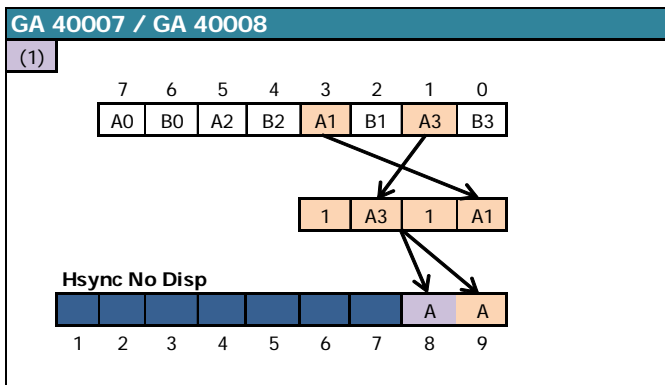 GA 40007 / GA 40008
(1)
7 6 5 4 3 2 1 0
A0 B0 A2 B2 A1 B1 A3 B3
1 A3 1 A1
Hsync No Disp
A A
1 2 3 4 5 6 7 8 9